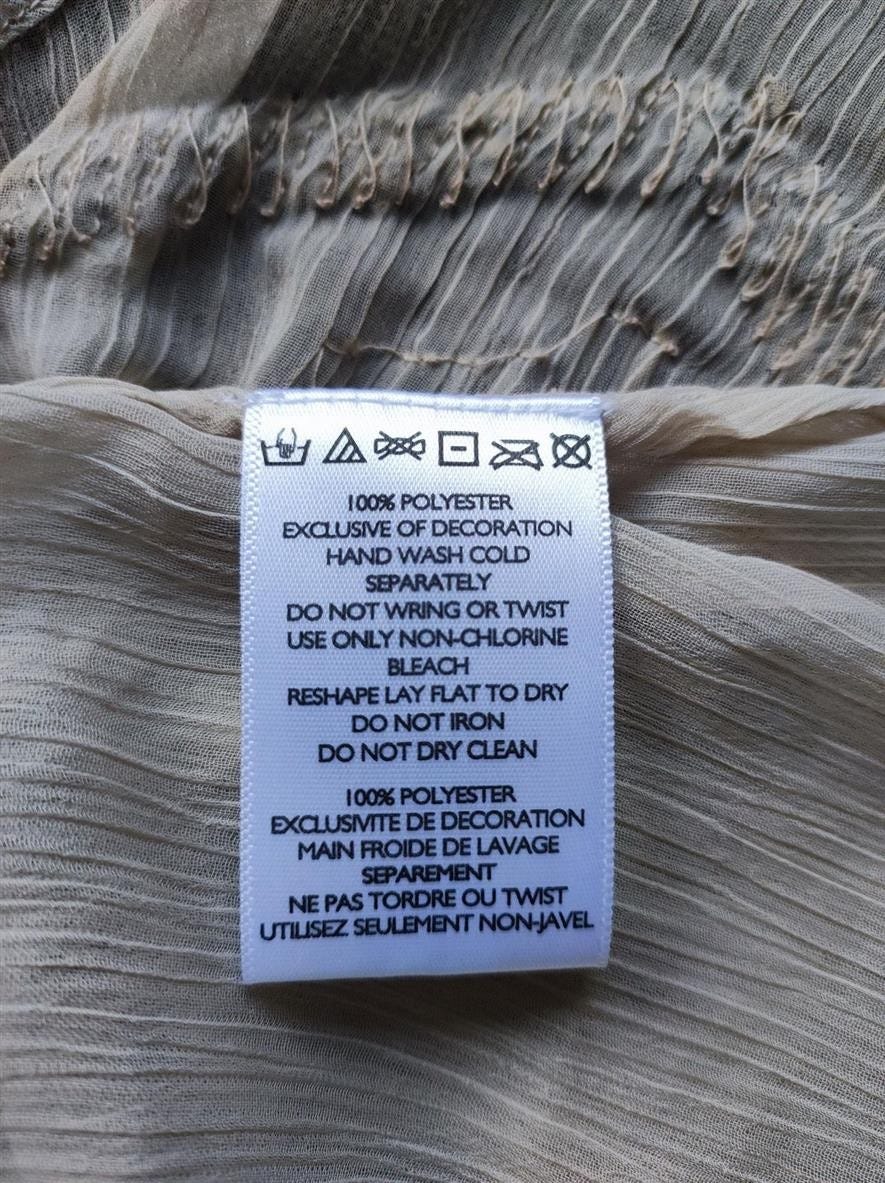 100% POLYESTER
EXCLUSIVE OF DECORATION
HAND WASH COLD
SEPARATELY
DO NOT WRING OR TWIST
USE ONLY NON-CHLORINE
BLEACH
RESHAPE LAY FLAT TO DRY
DO NOT IRON
DO NOT DRY CLEAN
100% POLYESTER
EXCLUSIVITE DE DECORATION
MAIN FROIDE DE LAVAGE
SEPAREMENT
NE PAS TORDRE OU TWIST
UTILISEZ SEULEMENT NON-JAVEL